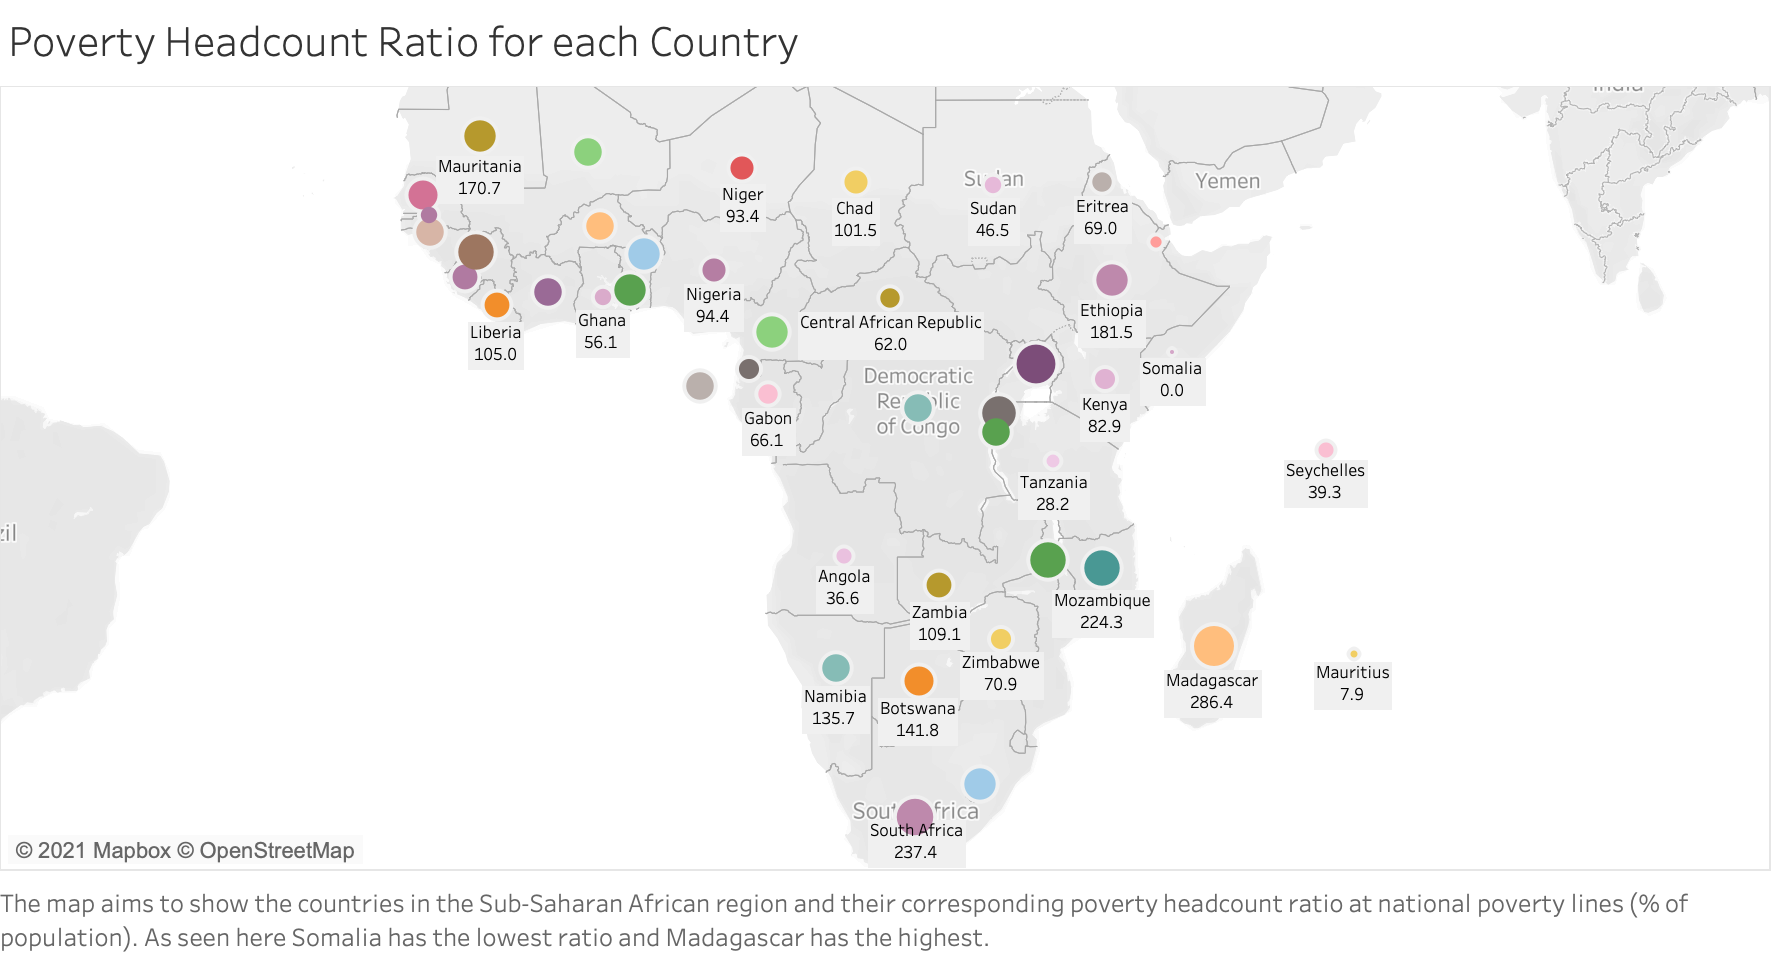 Poverty Headcount Ratio for each Country
India
Mauritania
170.7
Niger
93.4
Chad
101.5
Sudan
Sudan
46.5
Eritrea
69.0
Yemen
Liberia
105.0
Ghana
56.1
Nigeria
94.4
Central African Republic
62.0
Ethiopia
181.5
Somalia
0.0
Democratic
Republic
of Congo
Gabon
66.1
Kenya
82.9
Tanzania
28.2
Seychelles
39.3
zil
Angola
36.6
Zambia
109.1
Mozambique
224.3
Zimbabwe
70.9
Namibia
135.7
Botswana
141.8
Madagascar
286.4
Mauritius
7.9
South Africa
South Africa
237.4
© 2021 Mapbox © OpenStreetMap
The map aims to show the countries in the Sub-Saharan African region and their corresponding poverty headcount ratio at national poverty lines (% of
population). As seen here Somalia has the lowest ratio and Madagascar has the highest.